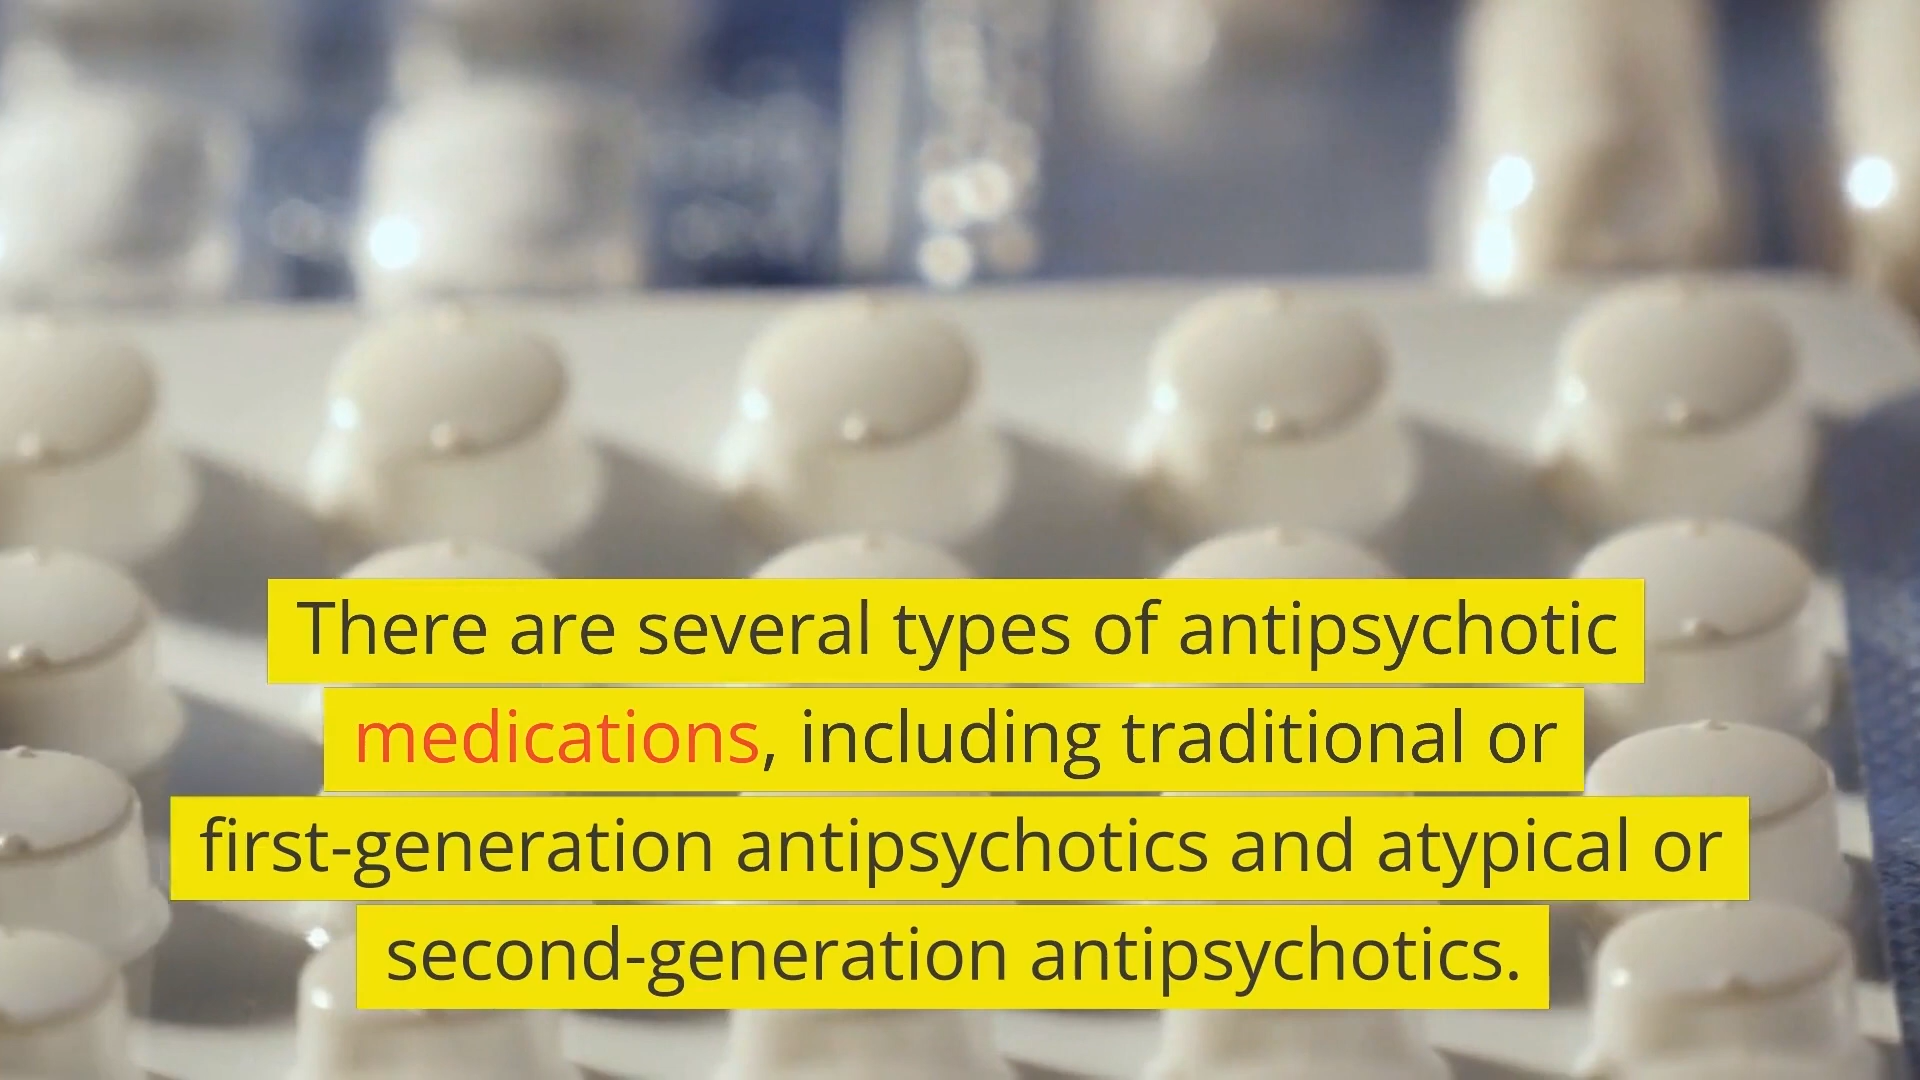 There are several types of antipsychotic
medications, including traditional or
first-generation antipsychotics and atypical or
second-generation antipsychotics.